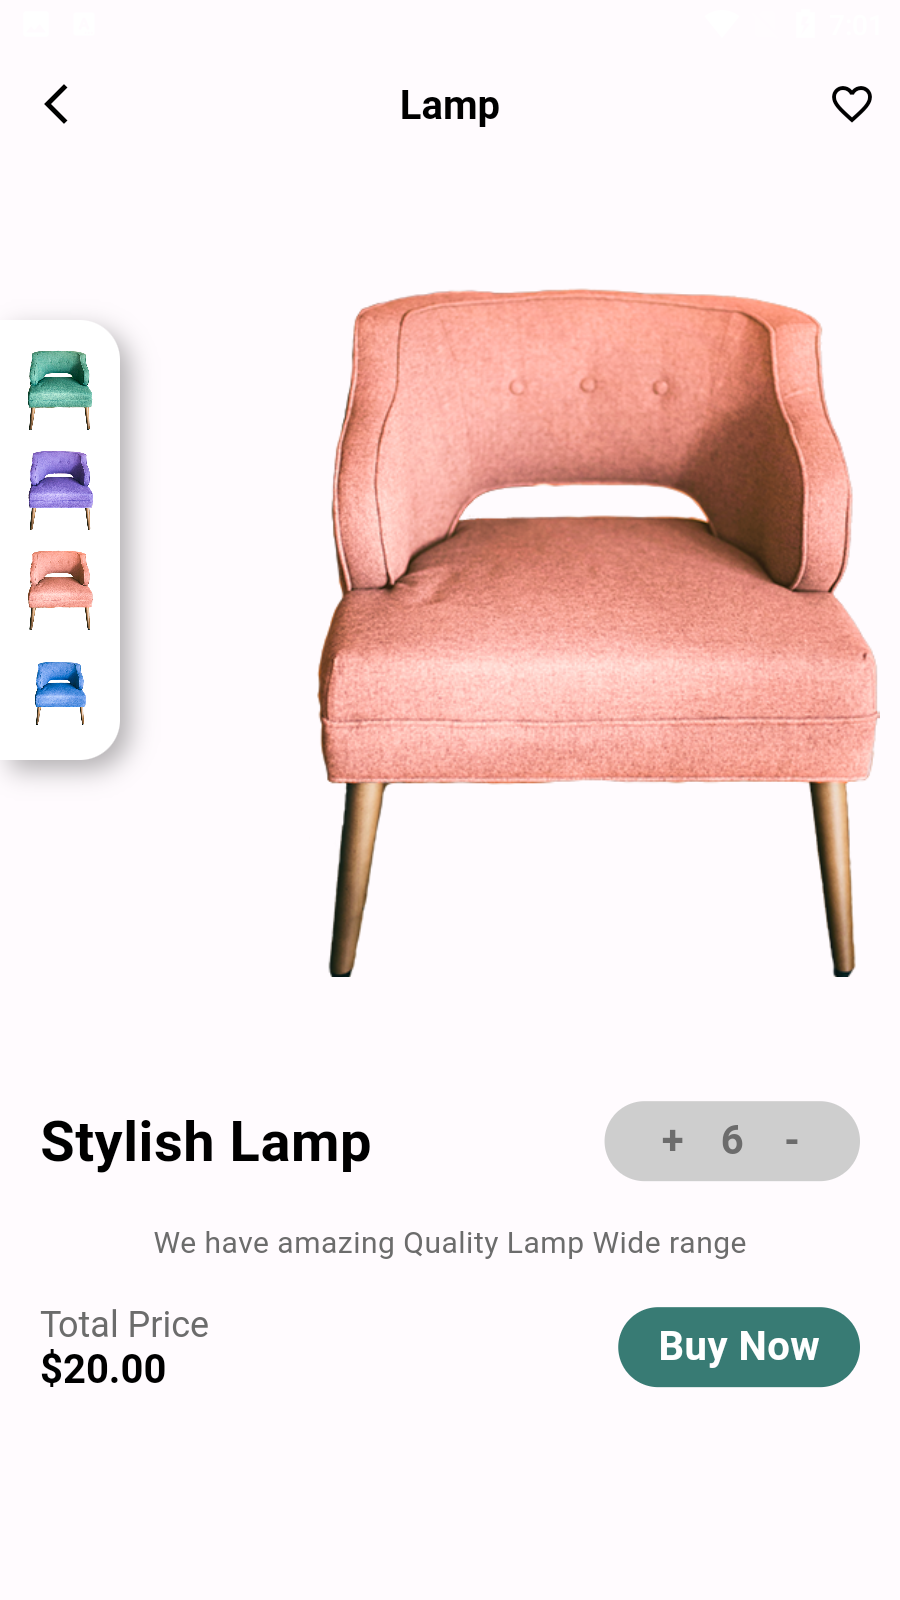 Lamp
Stylish Lamp
+ 6 -
We have amazing Quality Lamp Wide range
Total Price
$20.00
Buy Now